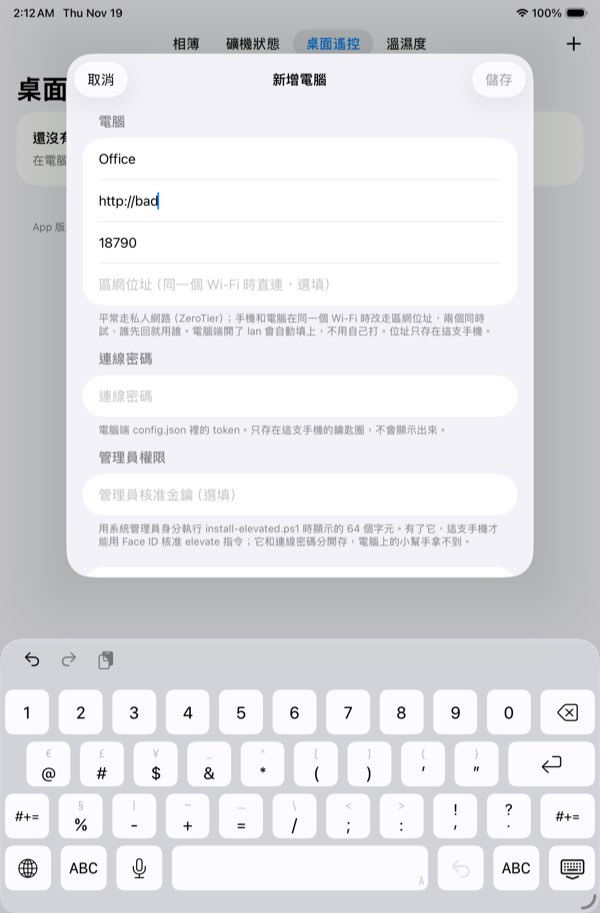 2:12 AM Thu Nov 19
100%
相簿 礦機狀態 桌面遙控 溫濕度
桌面
取消 新增電腦 儲存
還沒有
在電腦
App 版
電腦
Office
http://bad
18790
區網位址（同一個 Wi-Fi 時直連，選填）
平常走私人網路（ZeroTier）；手機和電腦在同一個 Wi-Fi 時改走區網位址，兩個同時
試、誰先回就用誰。電腦端開了 lan 會自動填上，不用自己打。位址只存在這支手機。
連線密碼
連線密碼
電腦端 config.json 裡的 token。只存在這支手機的鑰匙圈，不會顯示出來。
管理員權限
管理員核准金鑰（選填）
用系統管理員身分執行 install-elevated.ps1 時顯示的 64 個字元。有了它，這支手機才
能用 Face ID 核准 elevate 指令；它和連線密碼分開存，電腦上的小幫手拿不到。
1 2 3 4 5 6 7 8 9 0
€ £ ¥ _ ^ [ ] { }
@ # $ & * ( ) ' "
§ | ~ … \ < > ! ?
#+= % - + = / ; : , . #+=
ABC A ABC